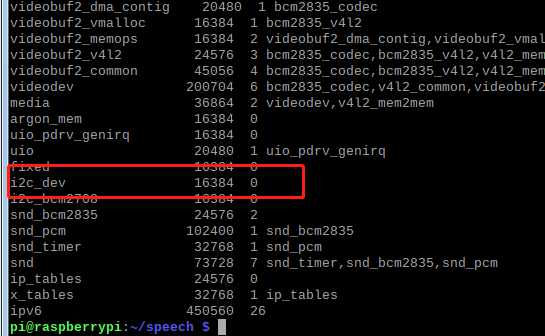 videobuf2_dma_contig 20480 1 bcm2835_codec
videobuf2_vmalloc 16384 1 bcm2835_v4l2
videobuf2_memops 16384 2 videobuf2_dma_contig,videobuf2_vmal
videobuf2_v4l2 24576 3 bcm2835_codec,bcm2835_v4l2,v4l2_mem
videobuf2_common 45056 4 bcm2835_codec,bcm2835_v4l2,v4l2_mem
videodev 200704 6 bcm2835_codec,v4l2_common,videobuf2
media 36864 2 videodev,v4l2_mem2mem
argon_mem 16384 0
uio_pdrv_genirq 16384 0
uio 20480 1 uio_pdrv_genirq
fixed 16384 0
i2c_dev 16384 0
i2c_bcm2708 16384 0
snd_bcm2835 24576 2
snd_pcm 102400 1 snd_bcm2835
snd_timer 32768 1 snd_pcm
snd 73728 7 snd_timer,snd_bcm2835,snd_pcm
ip_tables 24576 0
x_tables 32768 1 ip_tables
ipv6 450560 26
pi@raspberrypi:~/speech $